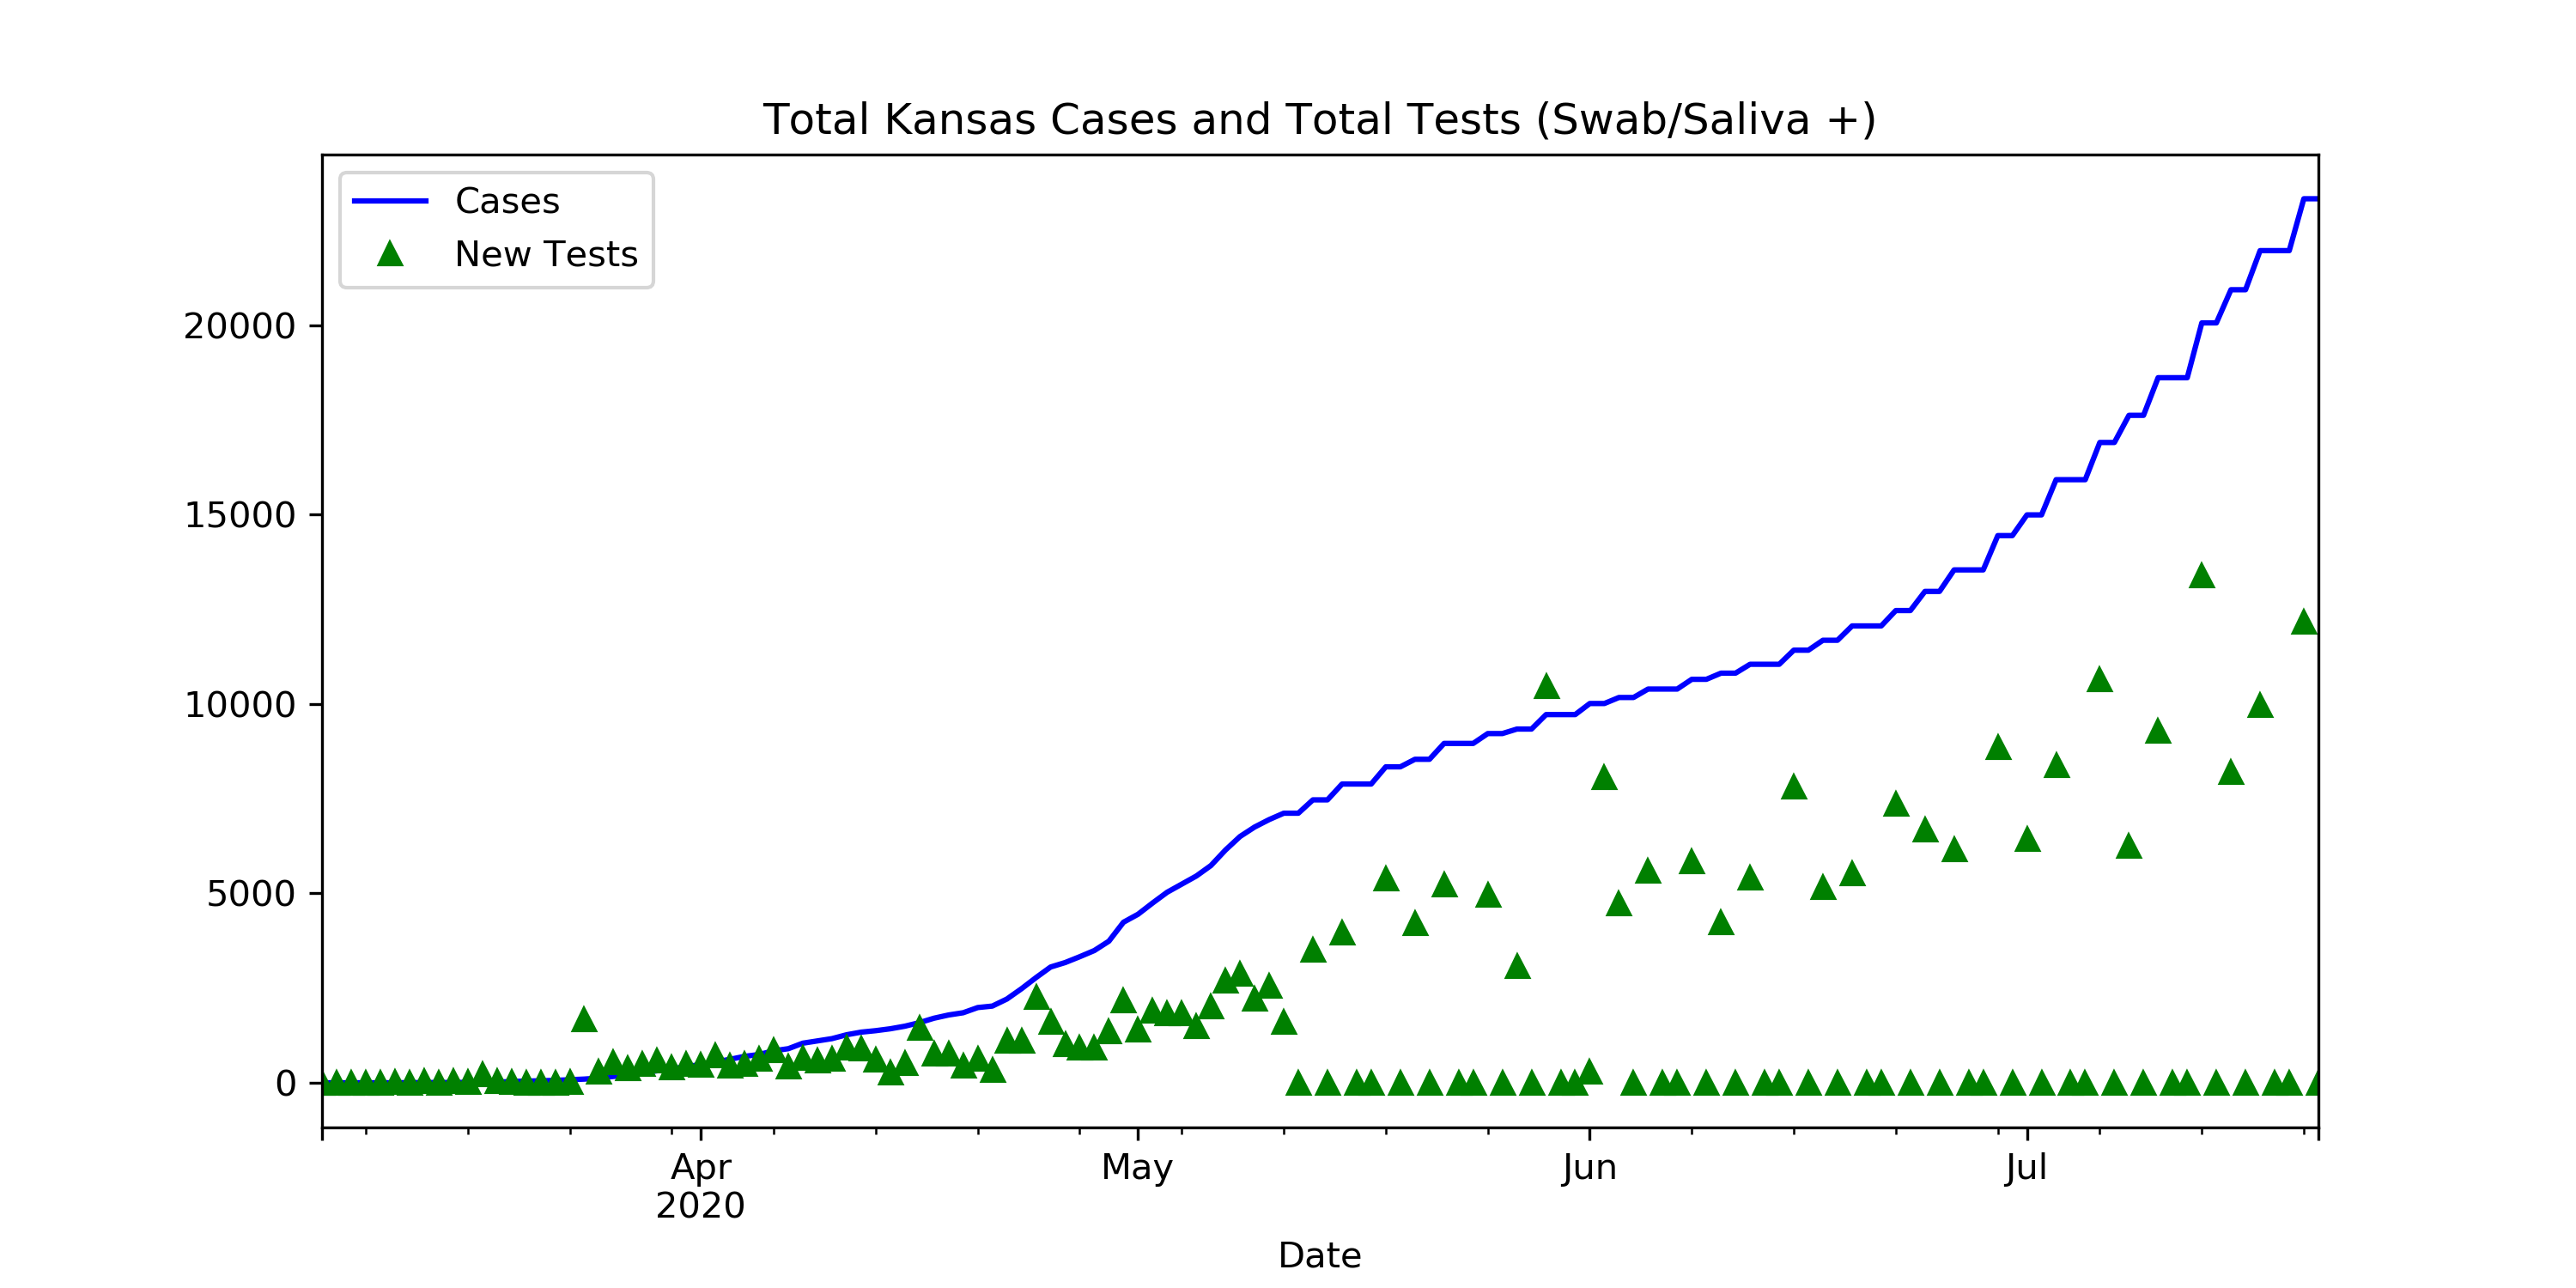 Total Kansas Cases and Total Tests (Swab/Saliva +)
Cases
New Tests
20000
15000
10000
5000
0
Apr
2020
May
Jun
Jul
Date